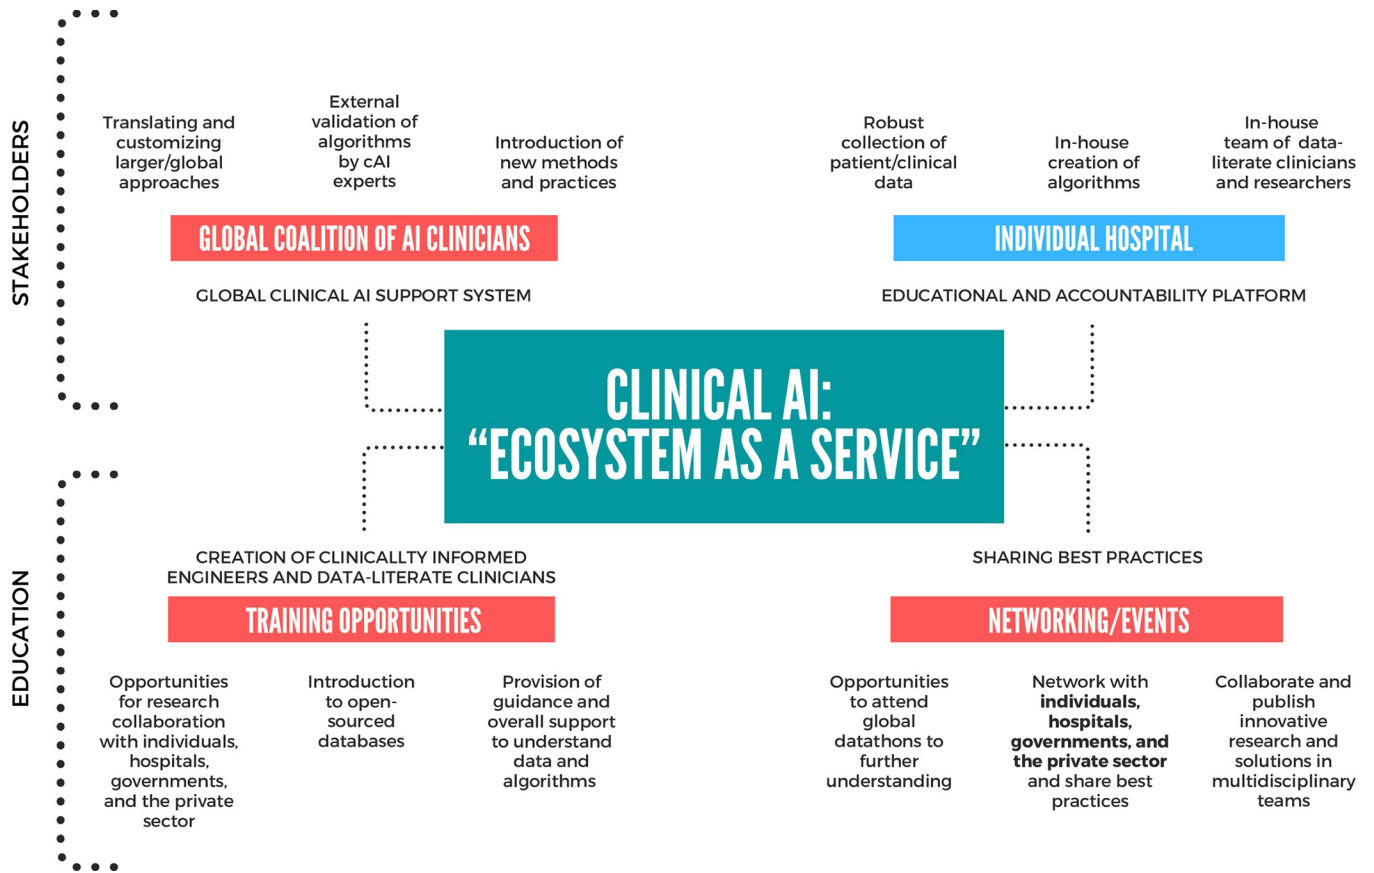 STAKEHOLDERS
Translating and
customizing
larger/global
approaches
External
validation of
algorithms
by cAI
experts
Introduction of
new methods
and practices
GLOBAL COALITION OF AI CLINICIANS
GLOBAL CLINICAL AI SUPPORT SYSTEM
Robust
collection of
patient/clinical
data
In-house
creation of
algorithms
In-house
team of data-
literate clinicians
and researchers
INDIVIDUAL HOSPITAL
EDUCATIONAL AND ACCOUNTABILITY PLATFORM
CLINICAL AI:
“ECOSYSTEM AS A SERVICE”
EDUCATION
CREATION OF CLINICALLTY INFORMED
ENGINEERS AND DATA-LITERATE CLINICIANS
TRAINING OPPORTUNITIES
Opportunities
for research
collaboration
with individuals,
hospitals,
governments,
and the private
sector
Introduction
to open-
sourced
databases
Provision of
guidance and
overall support
to understand
data and
algorithms
SHARING BEST PRACTICES
NETWORKING/EVENTS
Opportunities
to attend
global
datathons to
further
understanding
Network with
individuals,
hospitals,
governments, and
the private sector
and share best
practices
Collaborate and
publish
innovative
research and
solutions in
multidisciplinary
teams